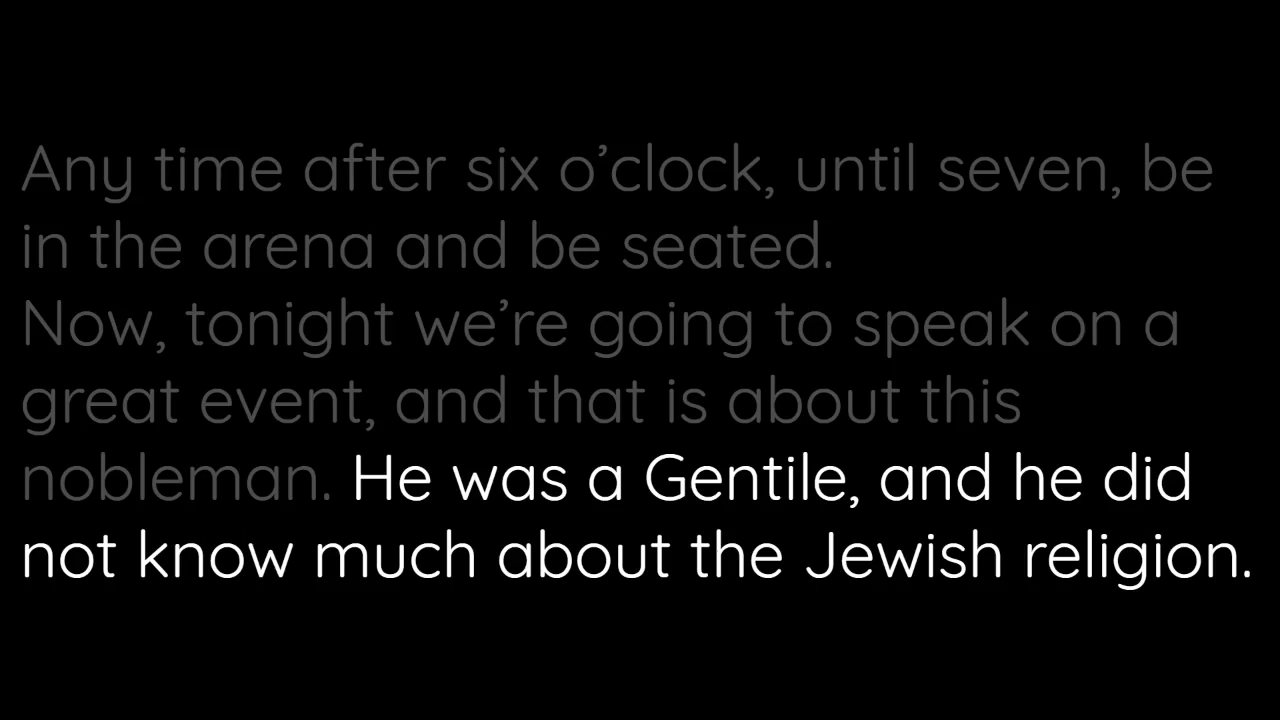 Any time after six o’clock, until seven, be
in the arena and be seated.
Now, tonight we’re going to speak on a
great event, and that is about this
nobleman. He was a Gentile, and he did
not know much about the Jewish religion.